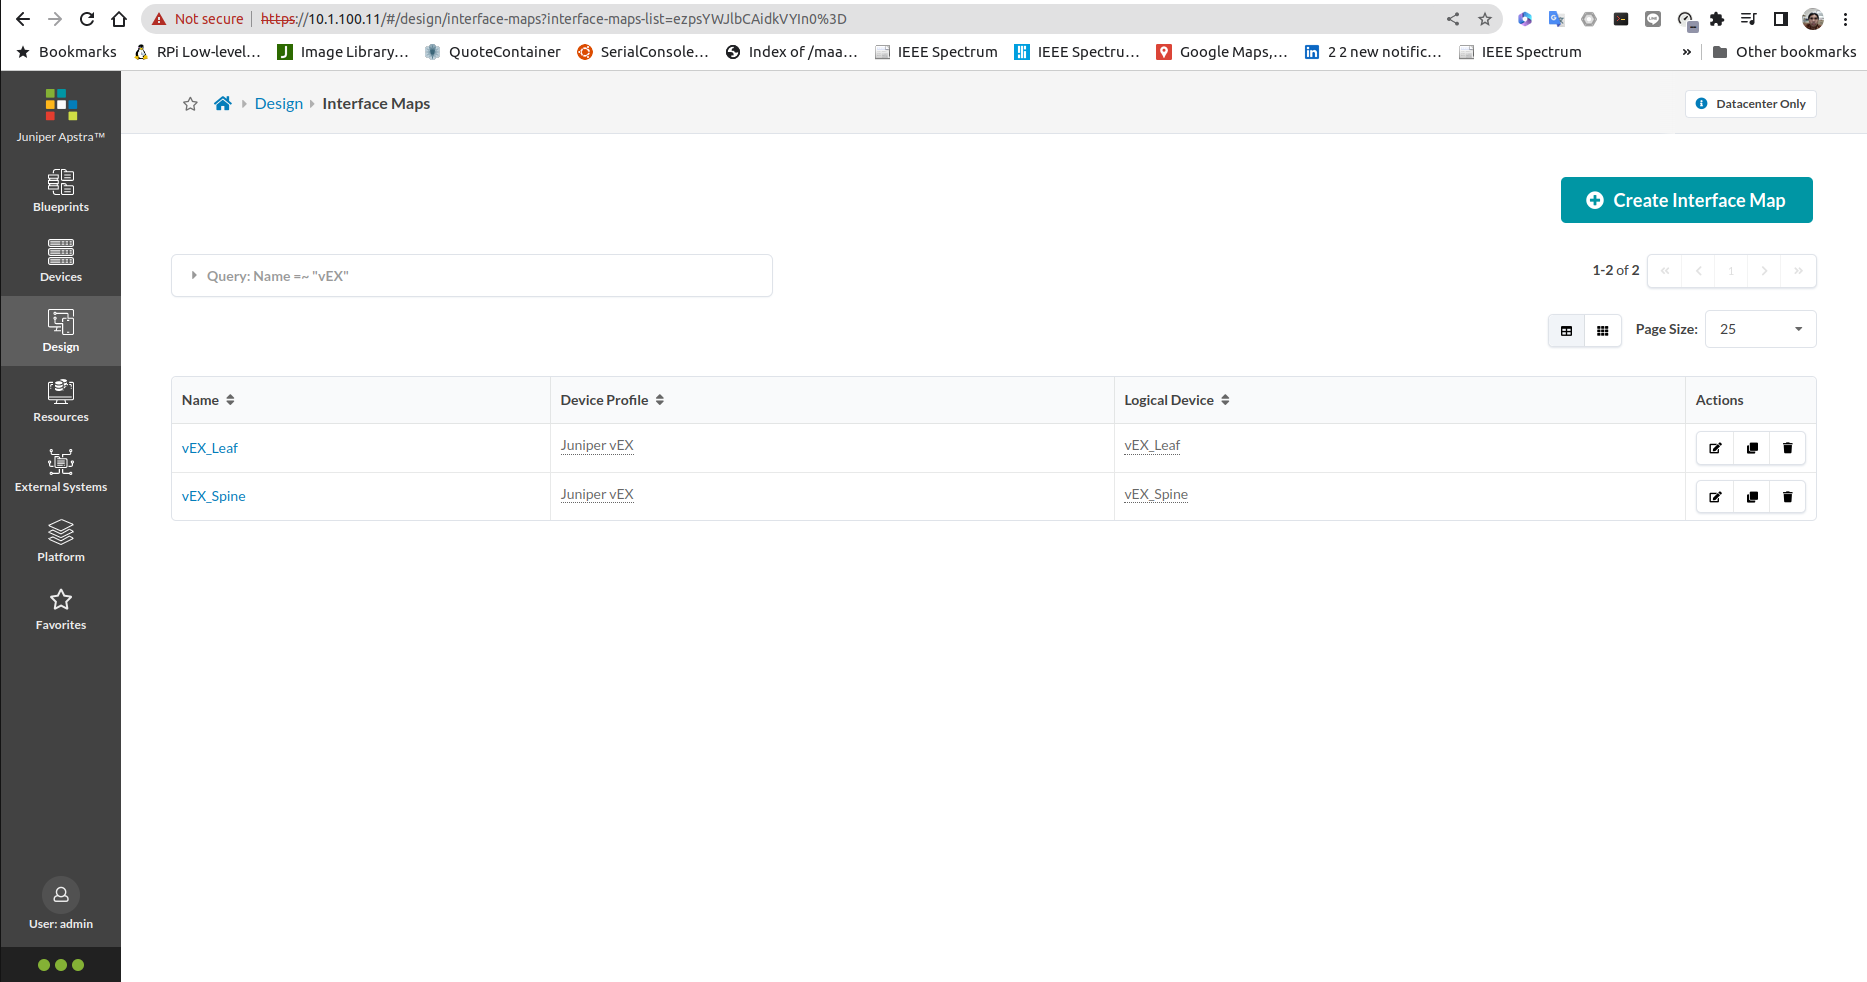 Not secure https://10.1.100.11/#/design/interface-maps?interface-maps-list=ezpsYWJlbCAidkVYIn0%3D
Bookmarks RPi Low-level... Image Library... QuoteContainer SerialConsole... Index of /maa... IEEE Spectrum IEEE Spectru... Google Maps,... 2 2 new notific... IEEE Spectrum » Other bookmarks
Juniper Apstra™
Blueprints
Devices
Design
Resources
External Systems
Platform
Favorites
User: admin
Design Interface Maps
Datacenter Only
Create Interface Map
Query: Name =~ "vEX"
1-2 of 2 « ‹ 1 › »
Page Size: 25
Name Device Profile Logical Device Actions
vEX_Leaf Juniper vEX vEX_Leaf
vEX_Spine Juniper vEX vEX_Spine